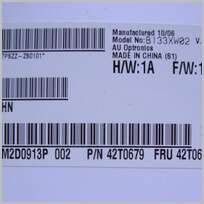 Manufactured 10/06
Model No:B133XW02 V.
AU Optronics
MADE IN CHINA (S1)
H/W:1A F/W:1
HN
M2D0913P 002 P/N 42T0679 FRU 42T06